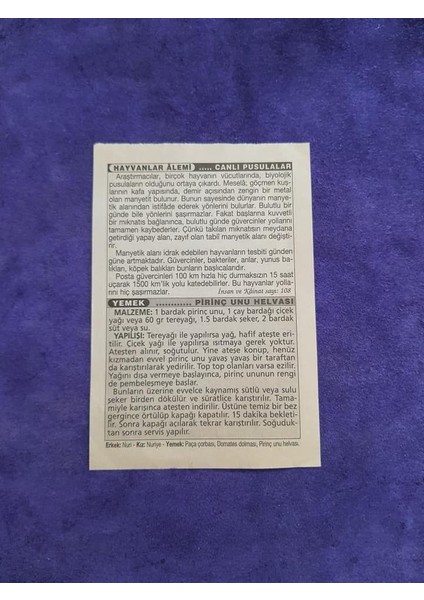 HAYVANLAR ÂLEMİ ..... CANLI PUSULALAR
Araştırmacılar, birçok hayvanın vücutlarında, biyolojik
pusulaların olduğunu ortaya çıkardı. Meselâ; göçmen kuş-
larının kafa yapısında, demir açısından zengin bir metal
olan manyetit bulunur. Bunun sayesinde dünyanın manye-
tik alanından istifâde ederek yönlerini bulurlar. Bulutlu bir
günde bile yönlerini şaşırmazlar. Fakat başlarına kuvvetli
bir mıknatıs bağlanınca, bulutlu günlerde yollarını
tamamen kaybederler. Çünkü takılan mıknatısın meydana
getirdiği yapay alan, zayıf olan tabiî manyetik alanı değişti-
rir.
Manyetik alanı idrak edebilen hayvanların tesbiti günden
güne artmaktadır. Güvercinler, bakteriler, arılar, yunus balık-
ları, köpek balıkları bunların başlıcalarıdır.
Posta güvercinleri 100 km hızla hiç durmaksızın 15 saat
uçarak 1500 km'lik yolu katedebilirler. Bu hayvanlar yolla-
rını hiç şaşırmazlar. İnsan ve Kâinat sayı: 108
YEMEK ............ PİRİNÇ UNU HELVASI
MALZEME: 1 bardak pirinç unu, 1 çay bardağı çiçek
yağı veya 60 gr tereyağı, 1.5 bardak şeker, 2 bardak
süt veya su.
YAPILIŞI: Tereyağı ile yapılırsa yağ, hafif ateşte eri-
tilir. Çiçek yağı ile yapılırsa ısıtmaya gerek yoktur.
Ateşten alınır, soğutulur. Yine ateşe konup, henüz
kızmadan evvel pirinç unu yavaş yavaş bir taraftan
da karıştırılarak yedirilir. Top top olanları varsa ezilir.
Yağını dışa vermeye başlayınca, pirinç ununun rengi
de pembeleşmeye başlar.
Bunların üzerine evvelce kaynamış sütlü veya sulu
şeker birden dökülür ve süratlice karıştırılır. Tama-
miyle karışınca ateşten indirilir. Üstüne temiz bir bez
gergince örtülüp kapağı kapatılır. 15 dakika bekleti-
lir. Sonra kapağı açılarak tekrar karıştırılır. Soğuduk-
tan sonra servis yapılır.
Erkek: Nuri - Kız: Nuriye - Yemek: Paça çorbası, Domates dolması, Pirinç unu helvası.